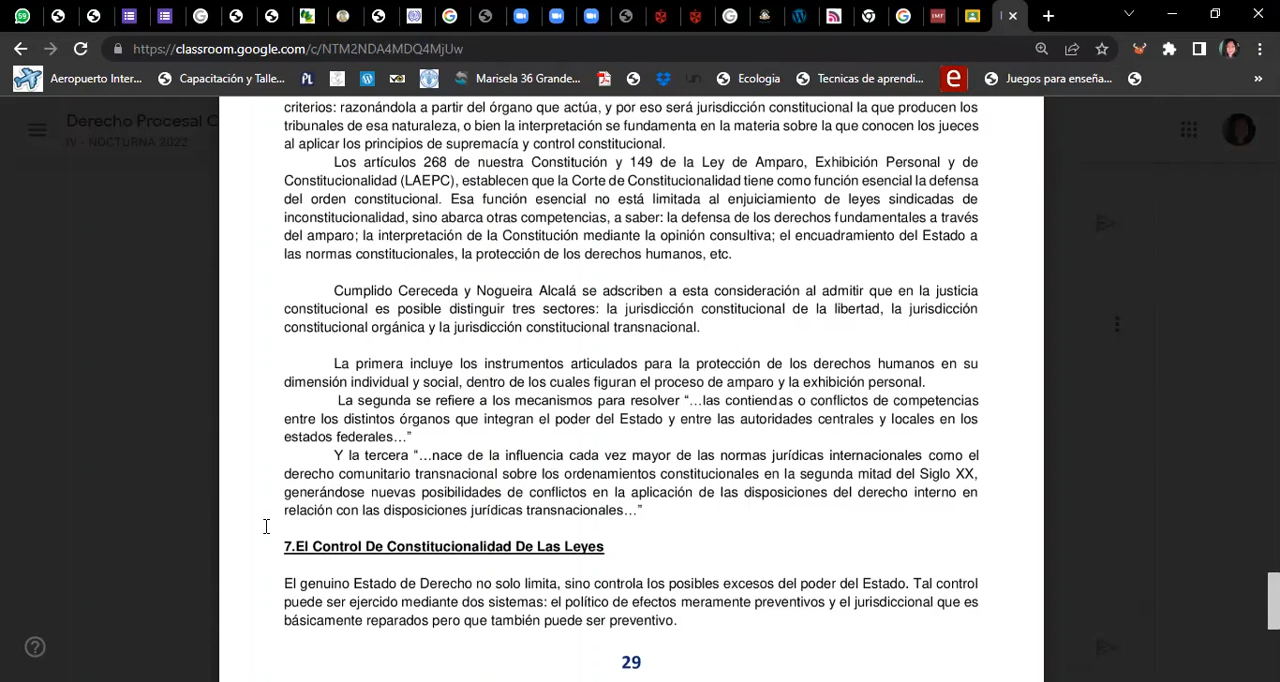 https://classroom.google.com/c/NTM2NDA4MDQ4MjUw
Aeropuerto Inter...
Capacitación y Talle...
Marisela 36 Grande...
Ecologia
Tecnicas de aprendi...
Juegos para enseña...
»
Derecho Procesal C
IV - NOCTURNA 2022
criterios: razonándola a partir del órgano que actúa, y por eso será jurisdicción constitucional la que producen los
tribunales de esa naturaleza, o bien la interpretación se fundamenta en la materia sobre la que conocen los jueces
al aplicar los principios de supremacía y control constitucional.
Los artículos 268 de nuestra Constitución y 149 de la Ley de Amparo, Exhibición Personal y de
Constitucionalidad (LAEPC), establecen que la Corte de Constitucionalidad tiene como función esencial la defensa
del orden constitucional. Esa función esencial no está limitada al enjuiciamiento de leyes sindicadas de
inconstitucionalidad, sino abarca otras competencias, a saber: la defensa de los derechos fundamentales a través
del amparo; la interpretación de la Constitución mediante la opinión consultiva; el encuadramiento del Estado a
las normas constitucionales, la protección de los derechos humanos, etc.
Cumplido Cereceda y Nogueira Alcalá se adscriben a esta consideración al admitir que en la justicia
constitucional es posible distinguir tres sectores: la jurisdicción constitucional de la libertad, la jurisdicción
constitucional orgánica y la jurisdicción constitucional transnacional.
La primera incluye los instrumentos articulados para la protección de los derechos humanos en su
dimensión individual y social, dentro de los cuales figuran el proceso de amparo y la exhibición personal.
La segunda se refiere a los mecanismos para resolver “…las contiendas o conflictos de competencias
entre los distintos órganos que integran el poder del Estado y entre las autoridades centrales y locales en los
estados federales…”
Y la tercera “…nace de la influencia cada vez mayor de las normas jurídicas internacionales como el
derecho comunitario transnacional sobre los ordenamientos constitucionales en la segunda mitad del Siglo XX,
generándose nuevas posibilidades de conflictos en la aplicación de las disposiciones del derecho interno en
relación con las disposiciones jurídicas transnacionales…”
7.El Control De Constitucionalidad De Las Leyes
El genuino Estado de Derecho no solo limita, sino controla los posibles excesos del poder del Estado. Tal control
puede ser ejercido mediante dos sistemas: el político de efectos meramente preventivos y el jurisdiccional que es
básicamente reparados pero que también puede ser preventivo.
29